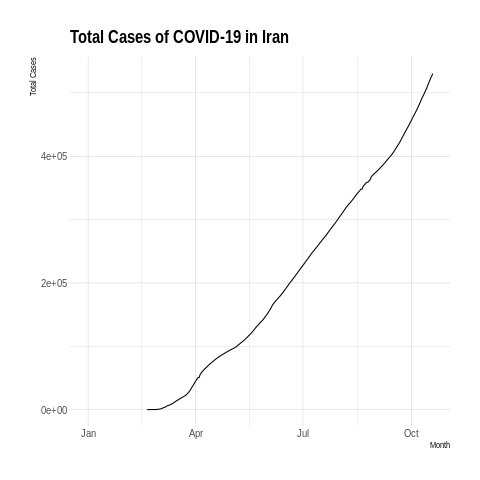 Total Cases of COVID-19 in Iran
Total Cases
4e+05
2e+05
0e+00
Jan
Apr
Jul
Oct
Month